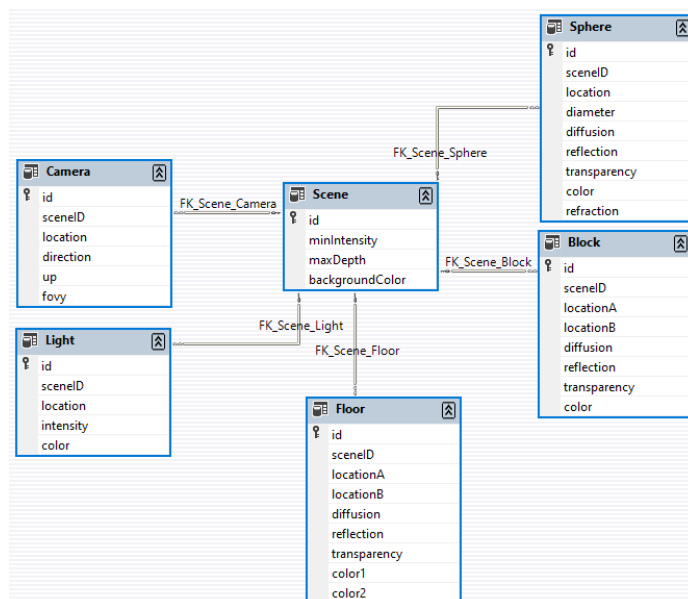 Sphere
id
sceneID
location
diameter
diffusion
reflection
transparency
color
refraction
FK_Scene_Sphere
Camera
id
sceneID
location
direction
up
fovy
FK_Scene_Camera
Scene
id
minIntensity
maxDepth
backgroundColor
FK_Scene_Block
Block
id
sceneID
locationA
locationB
diffusion
reflection
transparency
color
FK_Scene_Light
Light
id
sceneID
location
intensity
color
FK_Scene_Floor
Floor
id
sceneID
locationA
locationB
diffusion
reflection
transparency
color1
color2